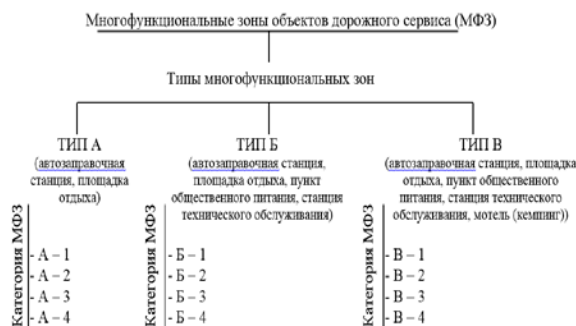 Многофункциональные зоны объектов дорожного сервиса (МФЗ)
Типы многофункциональных зон
ТИП А
(автозаправочная
станция, площадка
отдыха)
Категория МФЗ
- А – 1
- А – 2
- А – 3
- А – 4
ТИП Б
(автозаправочная станция,
площадка отдыха, пункт
общественного питания, станция
технического обслуживания)
Категория МФЗ
- Б – 1
- Б – 2
- Б – 3
- Б – 4
ТИП В
(автозаправочная станция, площадка
отдыха, пункт общественного
питания, станция технического
обслуживания, мотель (кемпинг))
Категория МФЗ
- В – 1
- В – 2
- В – 3
- В – 4